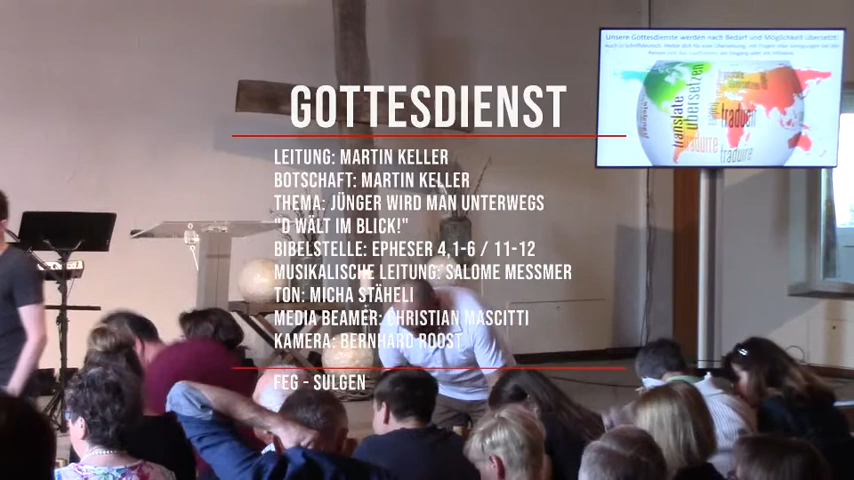 GOTTESDIENST
LEITUNG: MARTIN KELLER
BOTSCHAFT: MARTIN KELLER
THEMA: JÜNGER WIRD MAN UNTERWEGS
"D WÄLT IM BLICK!"
BIBELSTELLE: EPHESER 4,1-6 / 11-12
MUSIKALISCHE LEITUNG: SALOME MESSMER
TON: MICHA STÄHELI
MEDIA BEAMER: CHRISTIAN MASCITTI
KAMERA: BERNHARD ROOST
FEG - SULGEN
Unsere Gottesdienste werden nach Bedarf und Möglichkeit übersetzt.
translate
übersetzen
traduire
traduire